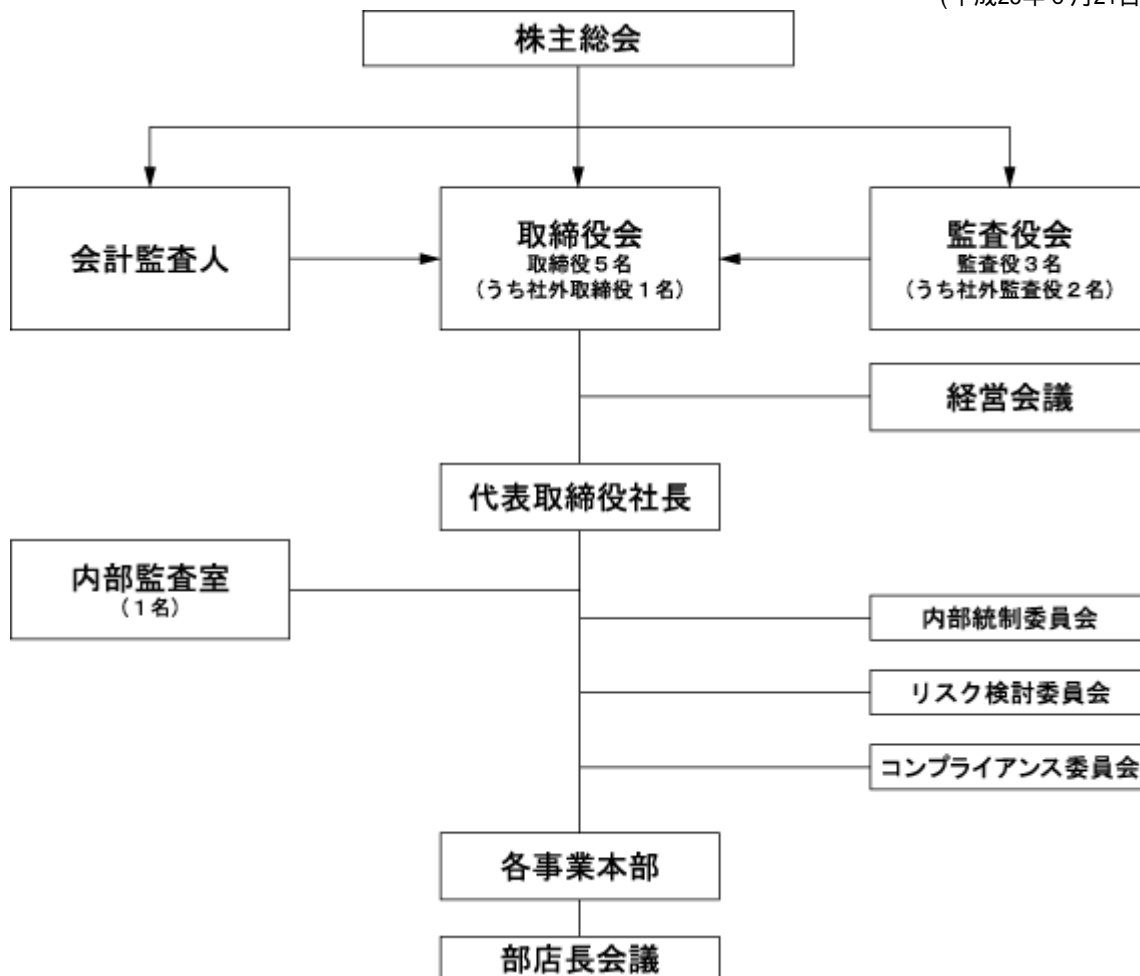 株主総会
会計監査人
取締役会
取締役5名
(うち社外取締役1名)
監査役会
監査役3名
(うち社外監査役2名)
経営会議
代表取締役社長
内部監査室
(1名)
内部統制委員会
リスク検討委員会
コンプライアンス委員会
各事業本部
部店長会議